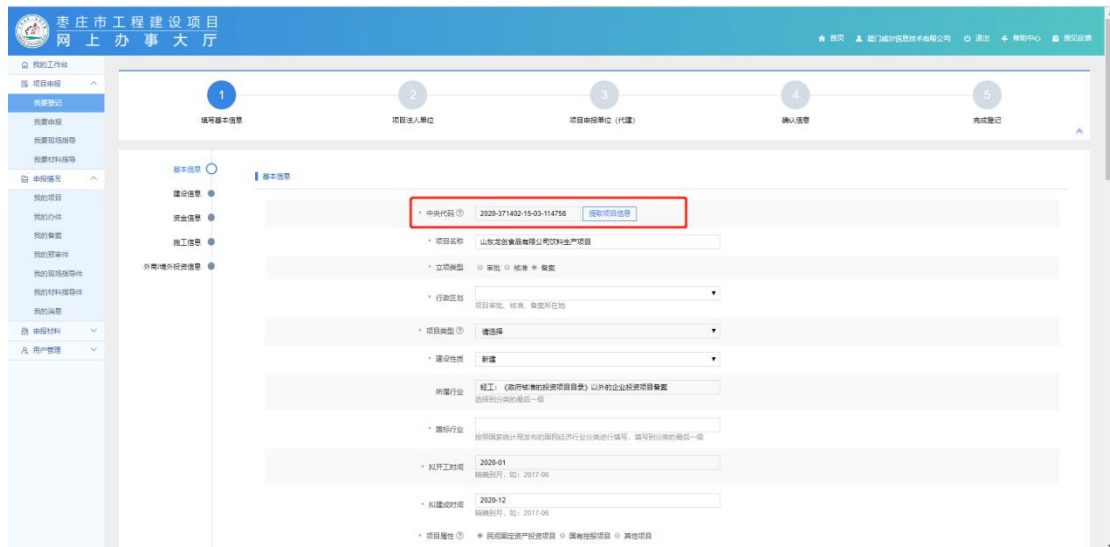 枣庄市工程建设项目
网上办事大厅
首页 厦门威尔信息技术有限公司 退出 帮助中心 意见反馈
我的工作台
项目申报
我要登记
我要申报
我要现场指导
我要材料指导
申报情况
我的项目
我的办件
我的备案
我的预审件
我的现场指导件
我的材料指导件
我的消息
申报材料
用户管理
1 2 3 4 5
填写基本信息 项目法人单位 项目申报单位（代建） 确认信息 完成登记
基本信息
建设信息
资金信息
施工信息
外商/境外投资信息
基本信息
* 中央代码 ? 2020-371402-15-03-114758 提取项目信息
* 项目名称 山东龙创食品有限公司饮料生产项目
* 立项类型 审批 核准 备案
* 行政区划
项目审批、核准、备案所在地
* 项目类型 ? 请选择
* 建设性质 新建
所属行业 轻工：《政府核准的投资项目目录》以外的企业投资项目备案
选择到分类的最后一级
* 国标行业
按照国家统计局发布的国民经济行业分类进行填写，填写到分类的最后一级
* 拟开工时间 2020-01
精确到月，如：2017-06
* 拟建成时间 2020-12
精确到月，如：2017-06
* 项目属性 ? 民间固定资产投资项目 国有控股项目 其他项目